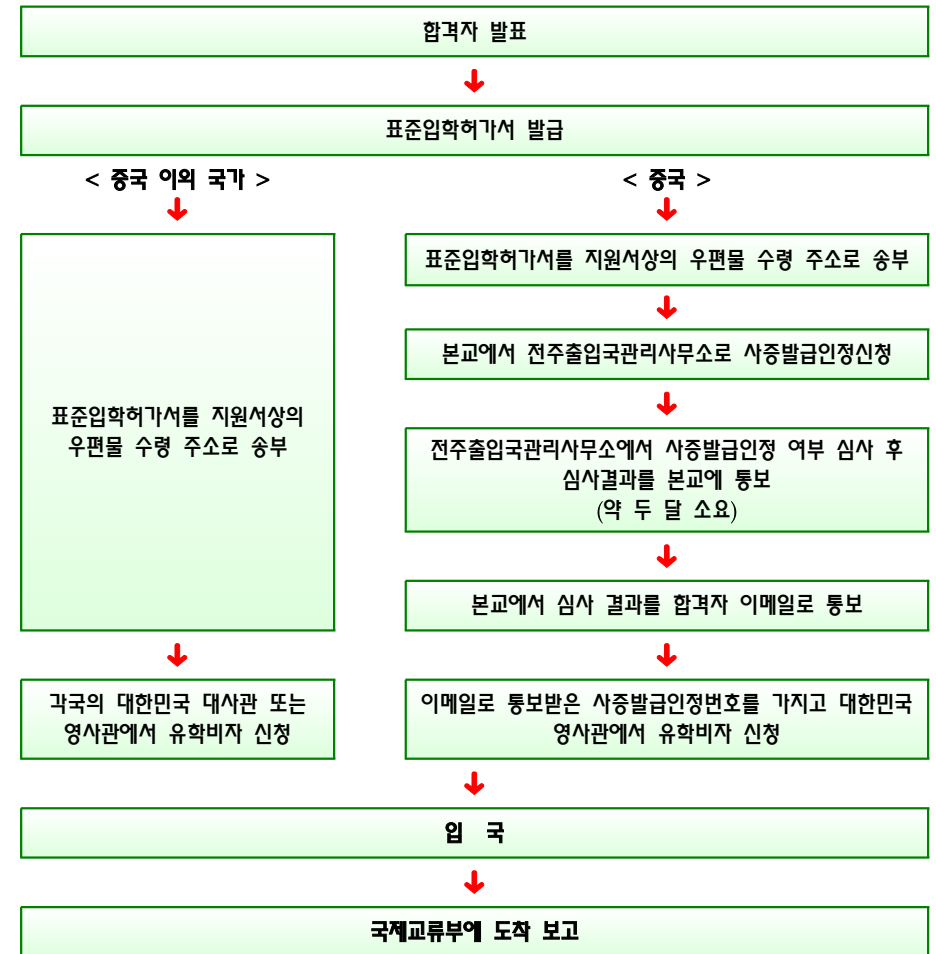 합격자 발표
표준입학허가서 발급
< 중국 이외 국가 >
표준입학허가서를 지원서상의
우편물 수령 주소로 송부
각국의 대한민국 대사관 또는
영사관에서 유학비자 신청
< 중국 >
표준입학허가서를 지원서상의 우편물 수령 주소로 송부
본교에서 전주출입국관리사무소로 사증발급인정신청
전주출입국관리사무소에서 사증발급인정 여부 심사 후
심사결과를 본교에 통보
(약 두 달 소요)
본교에서 심사 결과를 합격자 이메일로 통보
이메일로 통보받은 사증발급인정번호를 가지고 대한민국
영사관에서 유학비자 신청
입 국
국제교류부에 도착 보고